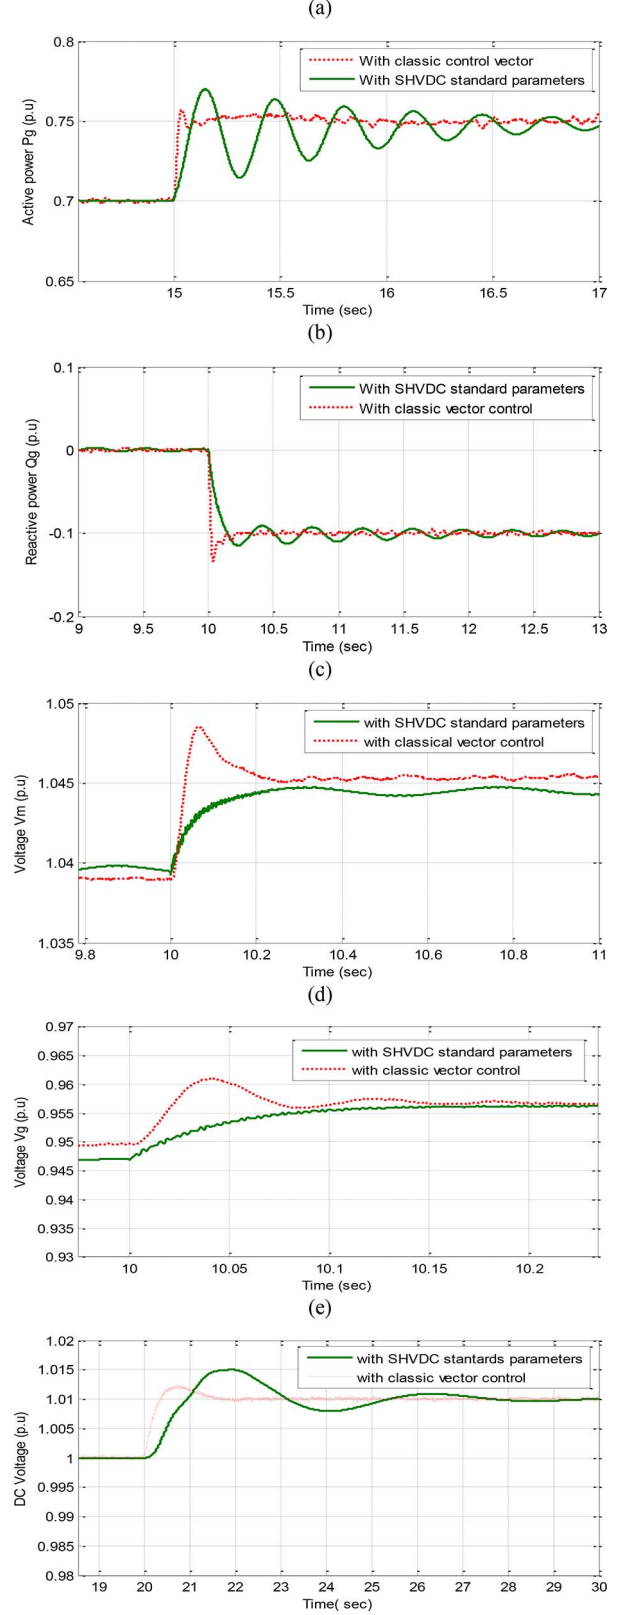 (a)
0.8
0.75
0.7
0.65
Active power Pg (p.u)
With classic control vector
With SHVDC standard parameters
15
15.5
16
16.5
17
Time (sec)
(b)
0.1
0
-0.1
-0.2
Reactive power Qg (p.u)
With SHVDC standard parameters
With classic vector control
9
9.5
10
10.5
11
11.5
12
12.5
13
Time (sec)
(c)
1.05
1.045
1.04
1.035
Voltage Vm (p.u)
with SHVDC standard parameters
with classical vector control
9.8
10
10.2
10.4
10.6
10.8
11
Time (sec)
(d)
0.97
0.965
0.96
0.955
0.95
0.945
0.94
0.935
0.93
Voltage Vg (p.u)
with SHVDC standard parameters
with classic vector control
10
10.05
10.1
10.15
10.2
Time (sec)
(e)
1.02
1.015
1.01
1.005
1
0.995
0.99
0.985
0.98
DC Voltage (p.u)
with SHVDC stantards parameters
with classic vector control
19
20
21
22
23
24
25
26
27
28
29
30
Time( sec)